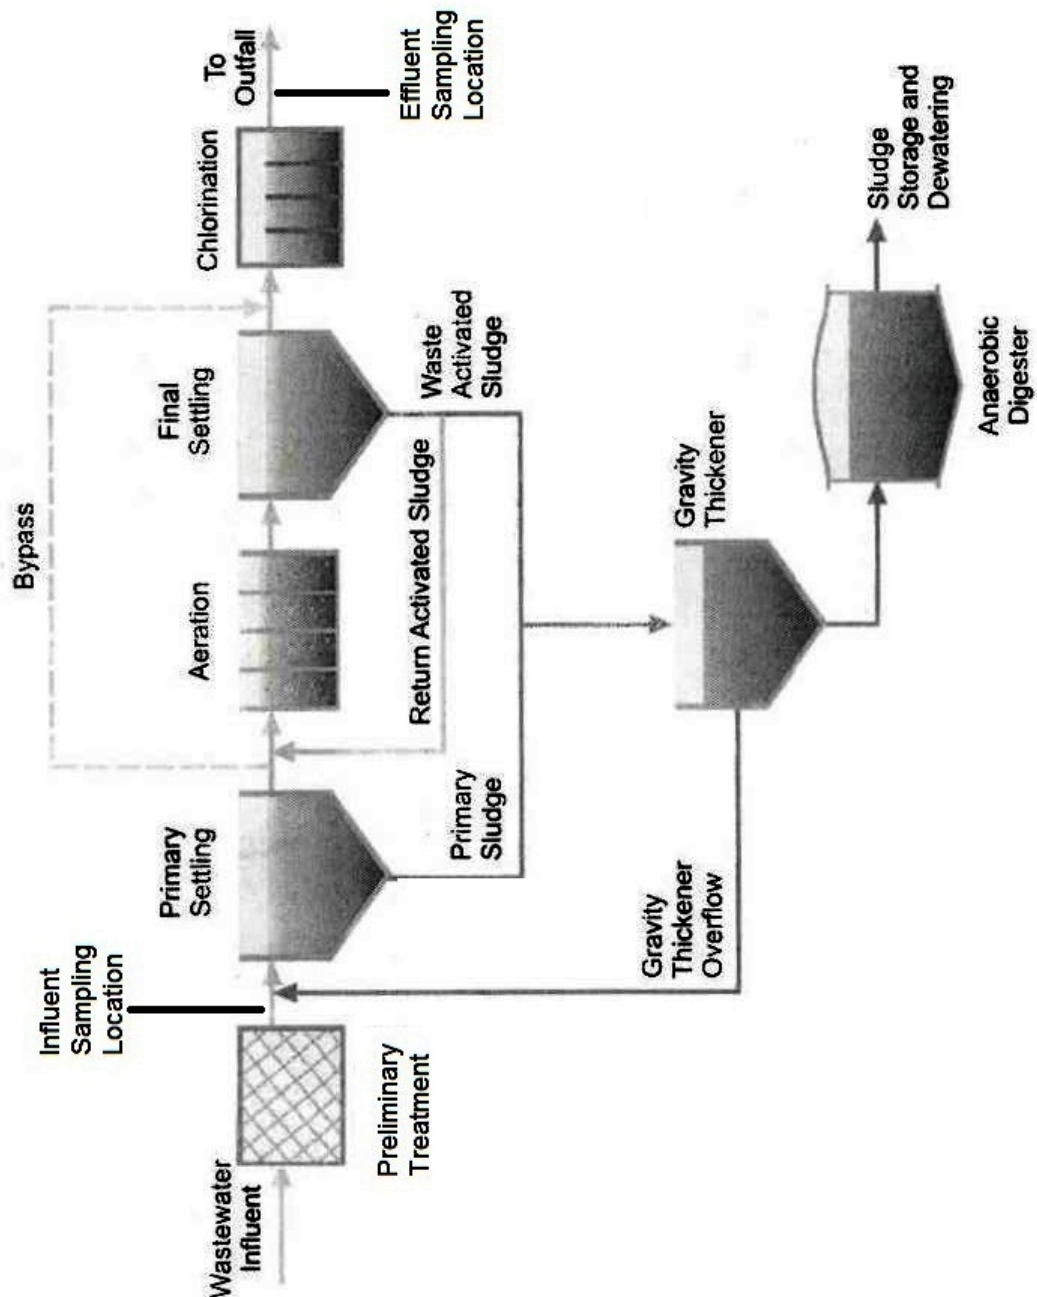 Wastewater
Influent
Preliminary
Treatment
Influent
Sampling
Location
Primary
Settling
Bypass
Aeration
Final
Settling
Chlorination
To
Outfall
Effluent
Sampling
Location
Return Activated Sludge
Waste
Activated
Sludge
Primary
Sludge
Gravity
Thickener
Overflow
Gravity
Thickener
Anaerobic
Digester
Sludge
Storage and
Dewatering